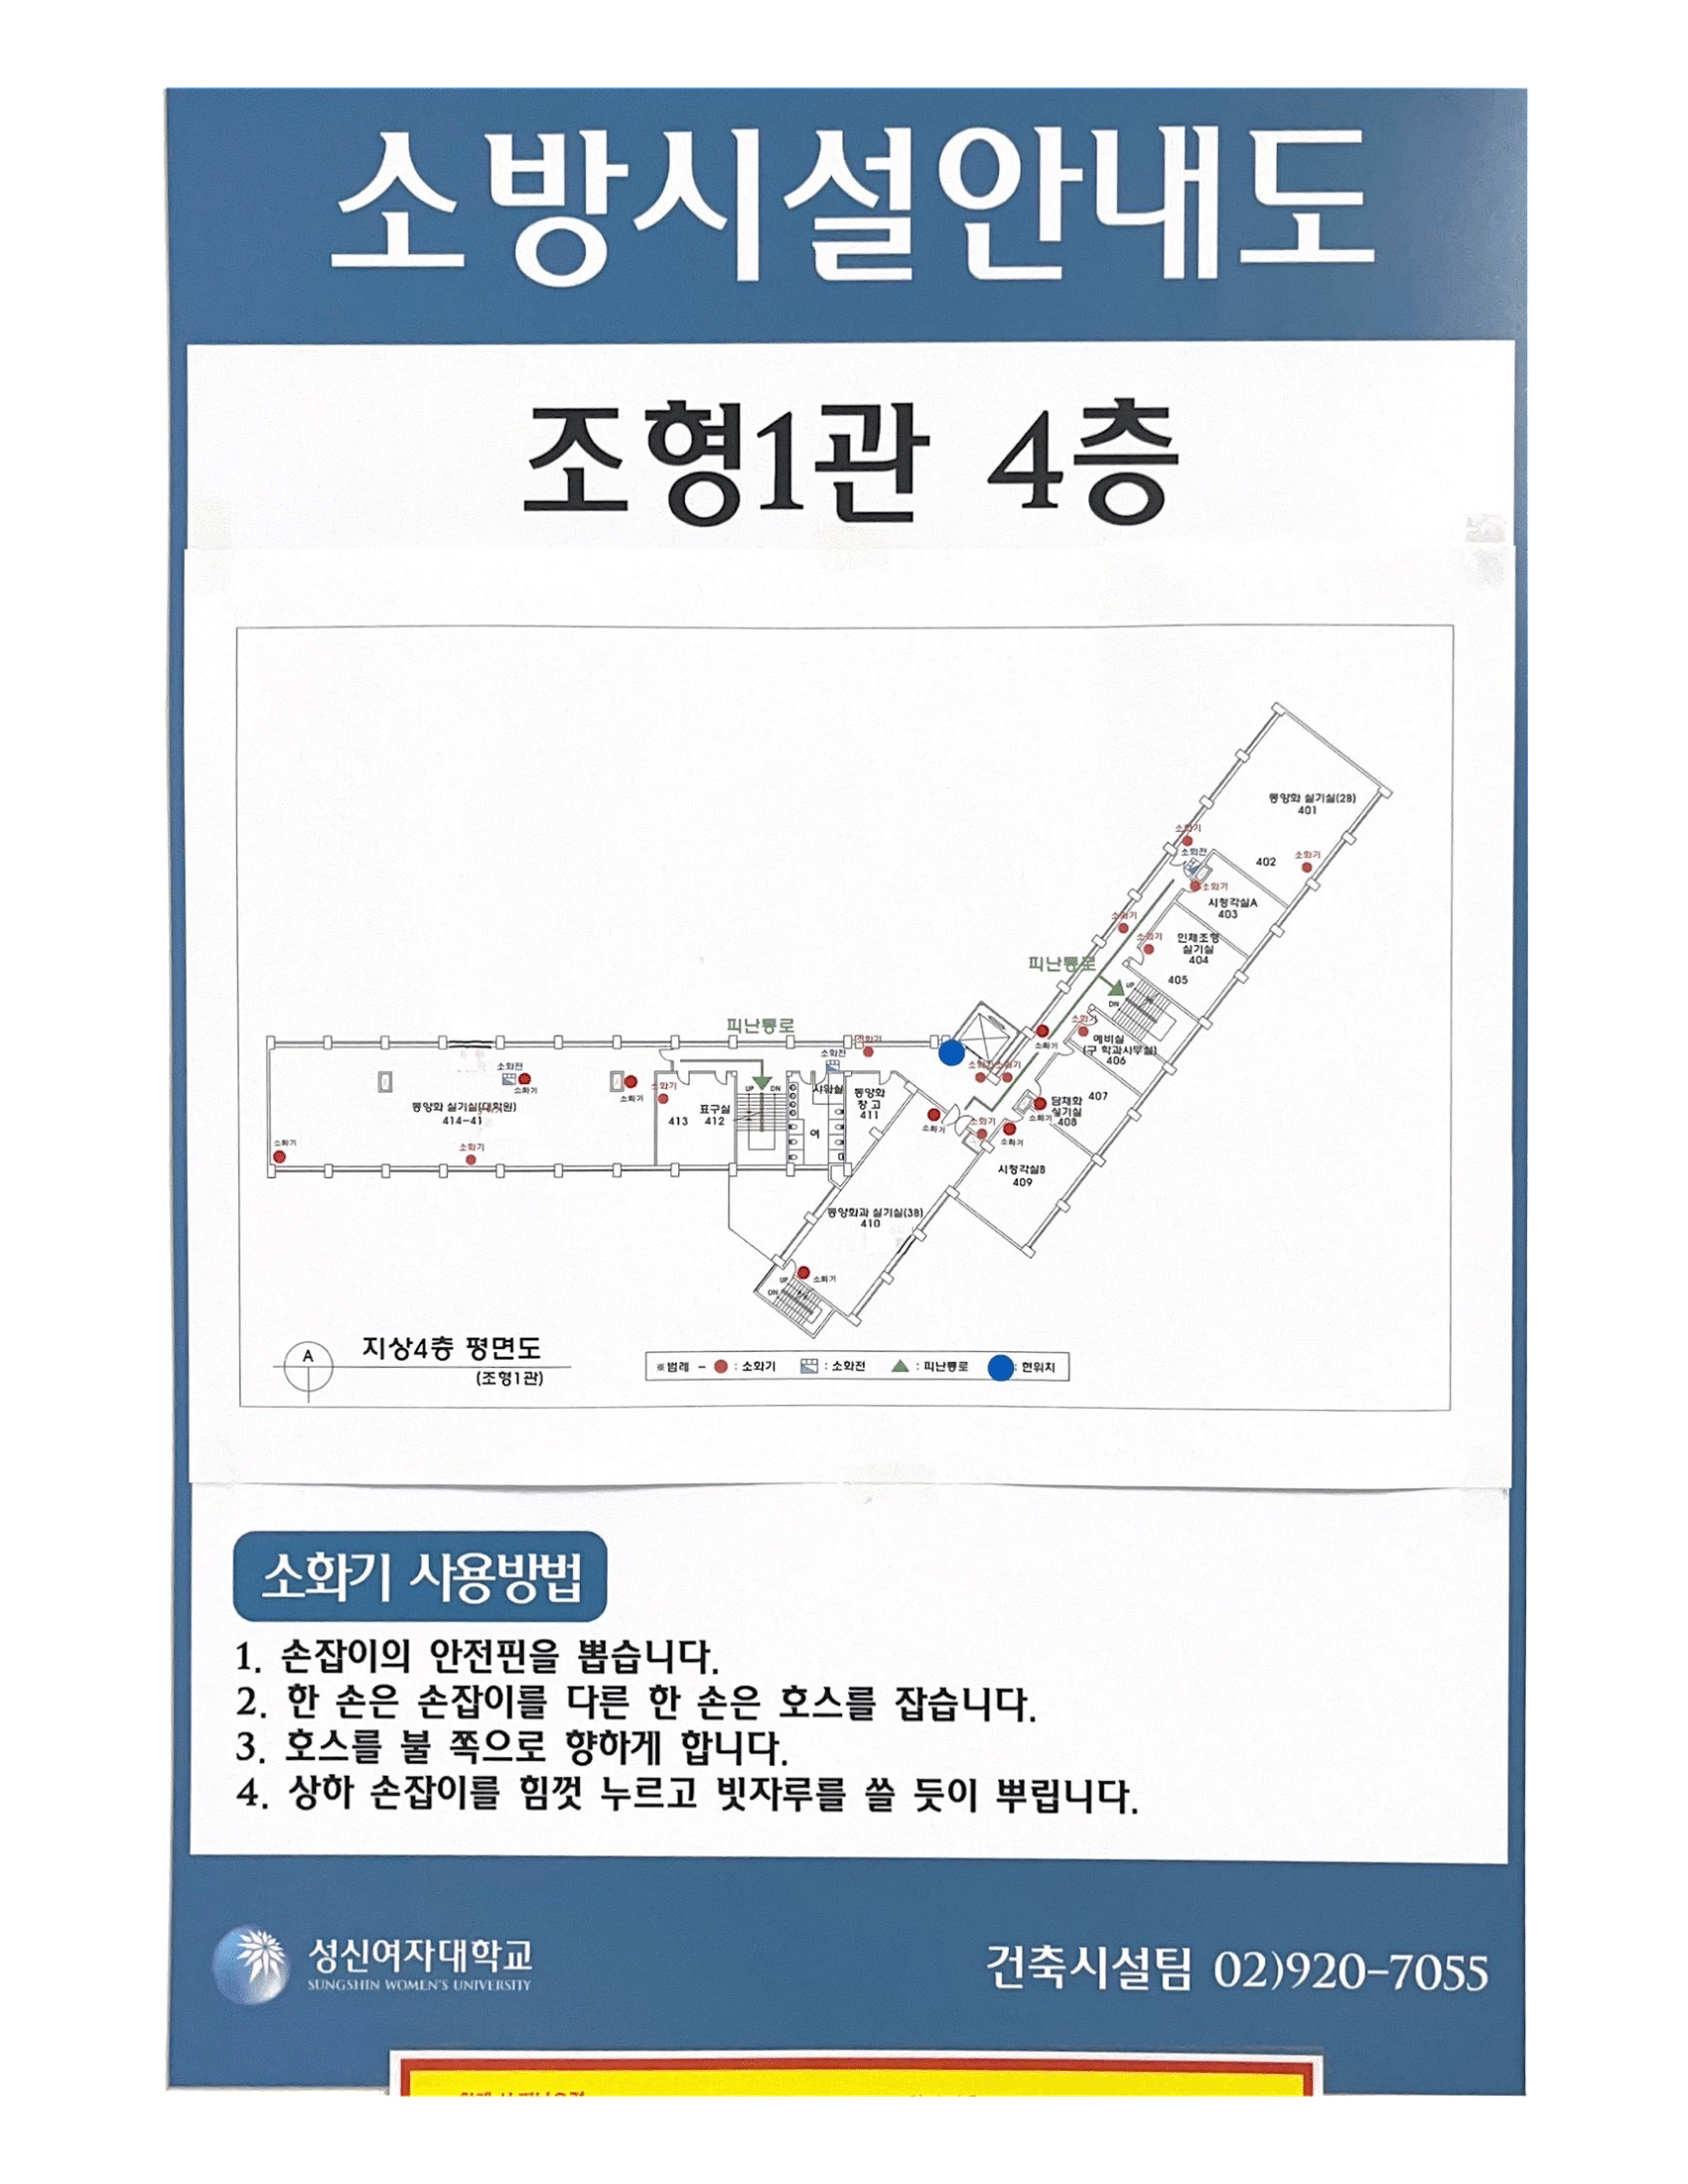 소방시설안내도
조형1관 4층
동양화 실기실(2B)
401
소화기
소화전
402
소화기
소화기
시청각실A
403
소화기
소화기
인체조형
실기실
404
피난통로
405
UP
DN
피난통로
소화기
소화기
예비실
(구 학과사무실)
406
소화기
소화전
소화기
소화기
소화전
소화기
소화기
소화기
샤워실
동양화
창 고
411
UP DN
표구실
412
413
여
407
담채화
실기실
408
소화기
동양화 실기실(대학원)
414-41
소화기
소화기
소화기
소화기
소화기
시청각실B
409
동양화과 실기실(3B)
410
소화기
UP
DN
A
지상4층 평면도
(조형1관)
※범례 - : 소화기 : 소화전 : 피난통로 : 현위치
소화기 사용방법
1. 손잡이의 안전핀을 뽑습니다.
2. 한 손은 손잡이를 다른 한 손은 호스를 잡습니다.
3. 호스를 불 쪽으로 향하게 합니다.
4. 상하 손잡이를 힘껏 누르고 빗자루를 쓸 듯이 뿌립니다.
성신여자대학교
SUNGSHIN WOMEN'S UNIVERSITY
건축시설팀 02)920-7055